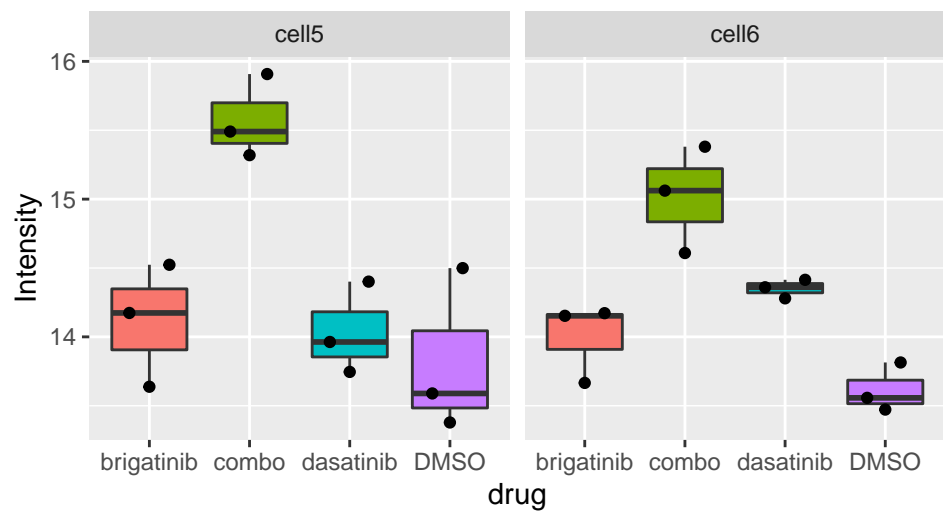 cell5 cell6
16
15
14
Intensity
brigatinib combo dasatinib DMSO brigatinib combo dasatinib DMSO
drug